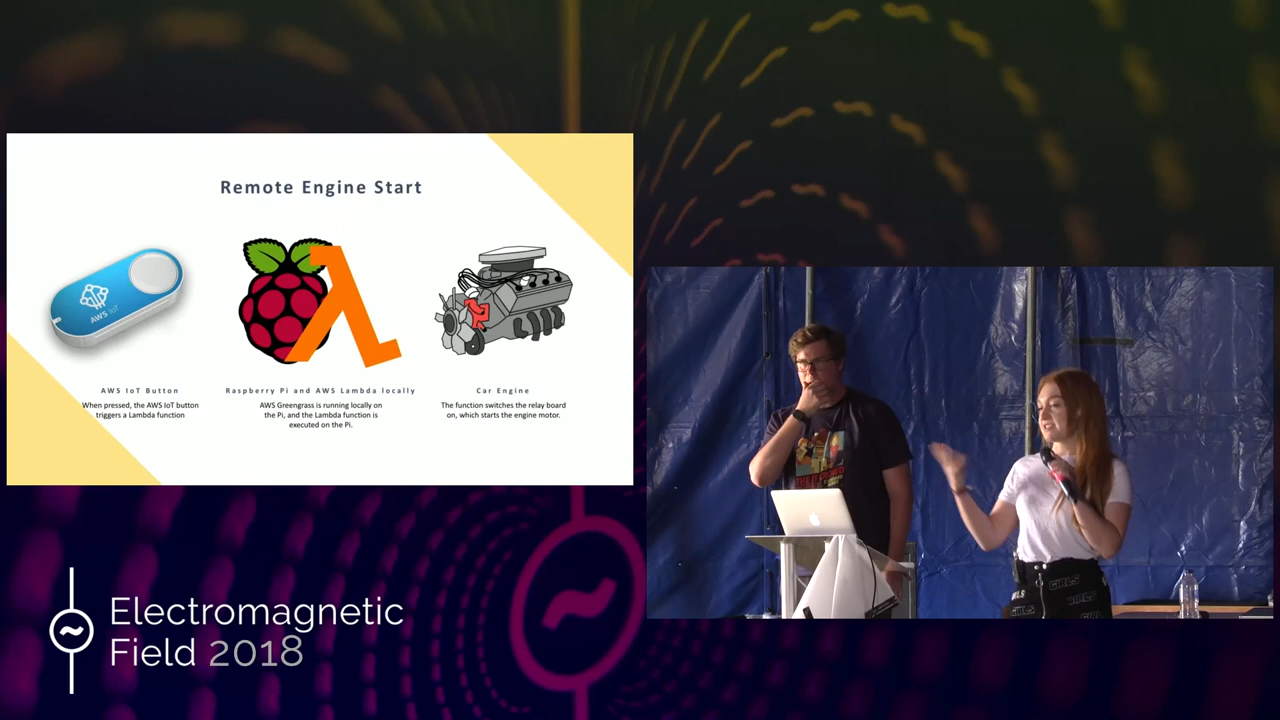 Remote Engine Start
AWS IoT
AWS IoT Button
When pressed, the AWS IoT button
triggers a Lambda function
Raspberry Pi and AWS Lambda locally
AWS Greengrass is running locally on
the Pi, and the Lambda function is
executed on the Pi.
Car Engine
The function switches the relay board
on, which starts the engine motor.
GIRLS
GIRLS
Electromagnetic
Field 2018